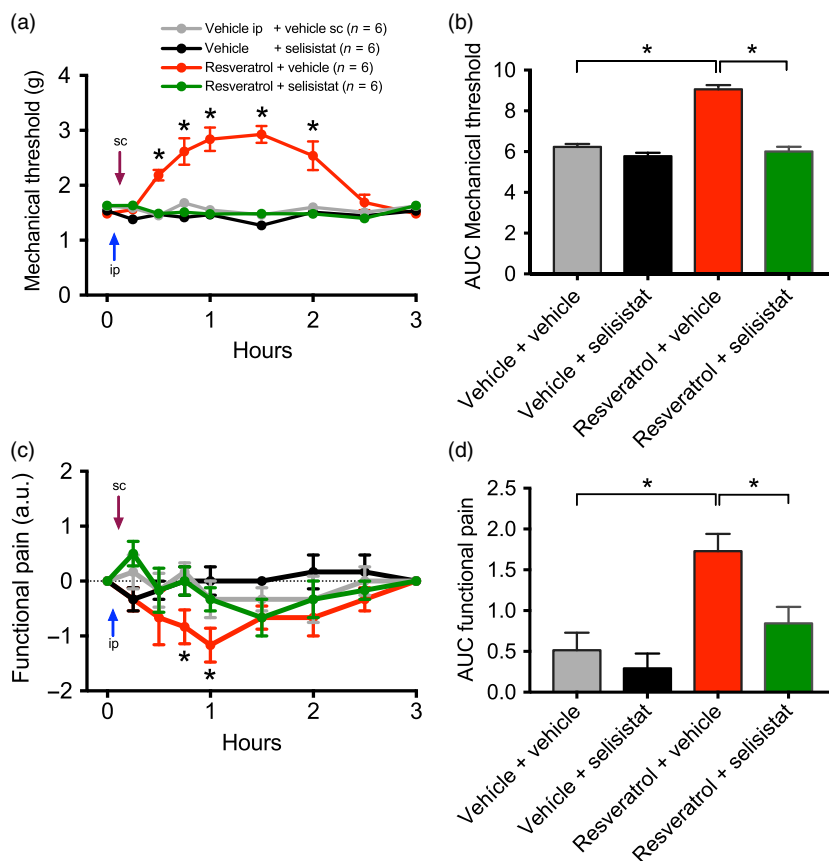 (a)
Vehicle ip + vehicle sc (n = 6)
Vehicle + selisistat (n = 6)
Resveratrol + vehicle (n = 6)
Resveratrol + selisistat (n = 6)
Mechanical threshold (g)
4
3
2
1
0
sc
ip
* * * * *
0 1 2 3
Hours
(b)
AUC Mechanical threshold
10
8
6
4
2
0
* *
Vehícle + vehicle
Vehícle + selisistat
Resveratrol + vehicle
Resveratrol + selisistat
(c)
Functional pain (a.u.)
2
1
0
−1
−2
sc
ip
* *
0 1 2 3
Hours
(d)
AUC functional pain
2.5
2.0
1.5
1.0
0.5
0.0
* *
Vehícle + vehicle
Vehícle + selisistat
Resveratrol + vehicle
Resveratrol + selisistat